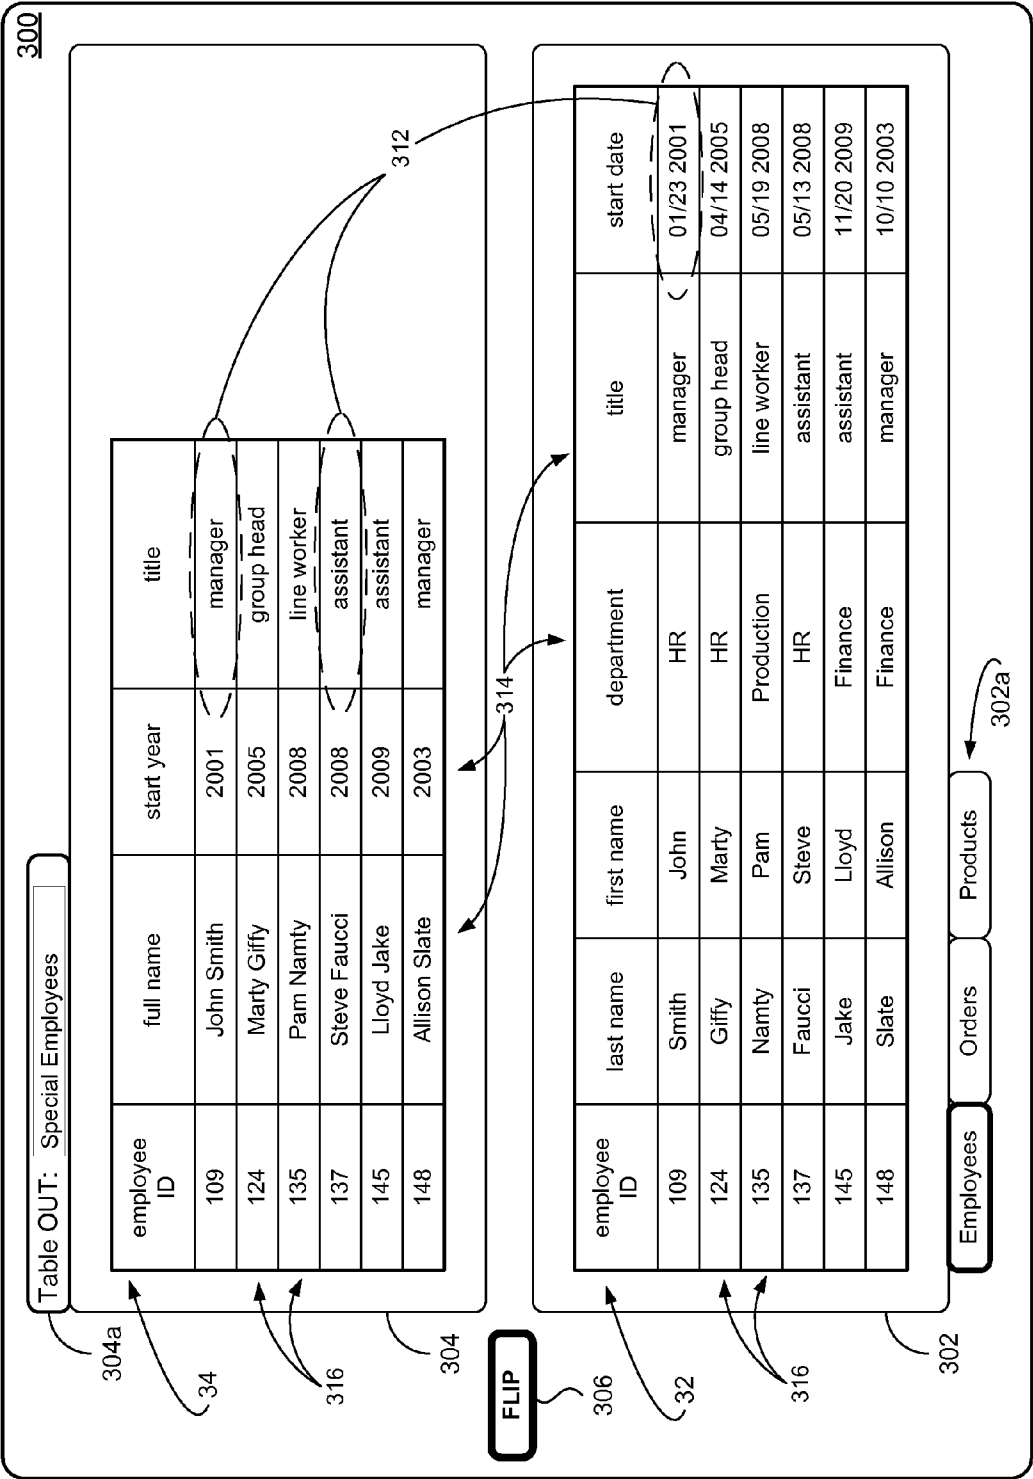 300
Table OUT: Special Employees
304a
employee ID full name start year title
109 John Smith 2001 manager
124 Marty Giffy 2005 group head
135 Pam Namty 2008 line worker
137 Steve Faucci 2008 assistant
145 Lloyd Jake 2009 assistant
148 Allison Slate 2003 manager
34
316
304
312
314
FLIP
306
employee ID last name first name department title start date
109 Smith John HR manager 01/23 2001
124 Giffy Marty HR group head 04/14 2005
135 Namty Pam Production line worker 05/19 2008
137 Faucci Steve HR assistant 05/13 2008
145 Jake Lloyd Finance assistant 11/20 2009
148 Slate Allison Finance manager 10/10 2003
32
316
302
Employees Orders Products
302a